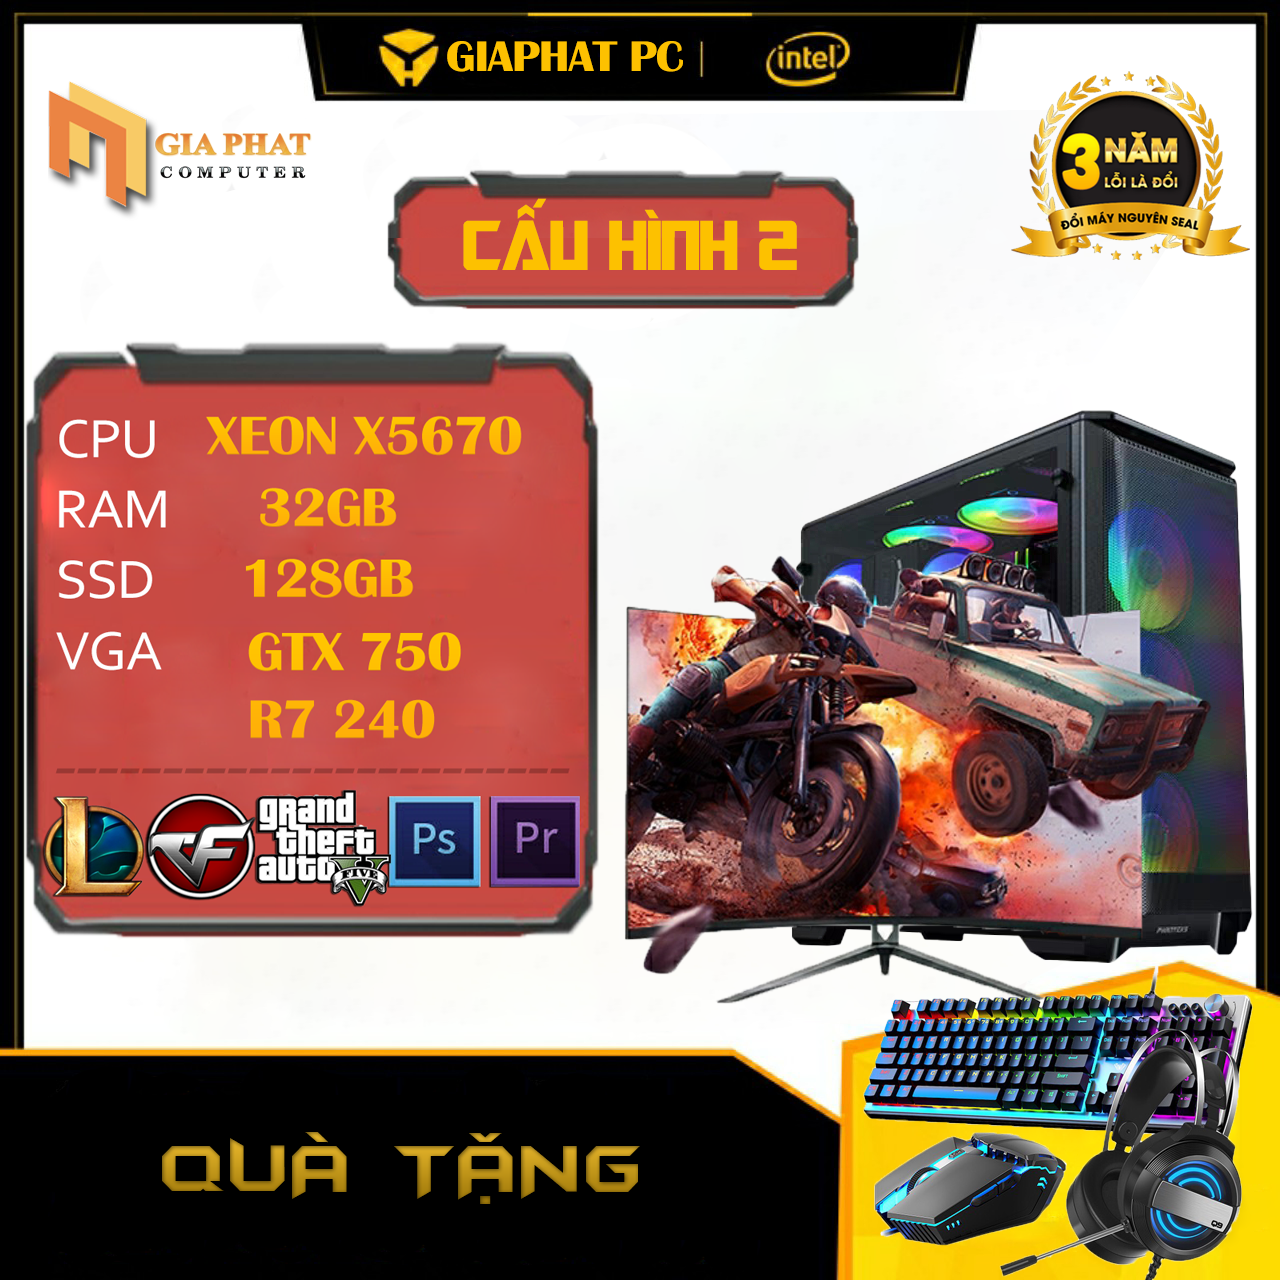 GIAPHAT PC
intel
GIA PHAT
COMPUTER
3 NĂM
LỖI LÀ ĐỔI
ĐỔI MÁY NGUYÊN SEAL
CẤU HÌNH 2
CPU XEON X5670
RAM 32GB
SSD 128GB
VGA GTX 750
R7 240
L
CF
grand
theft
auto
FIVE
V
Ps
Pr
PHANTEKS
QUÀ TẶNG